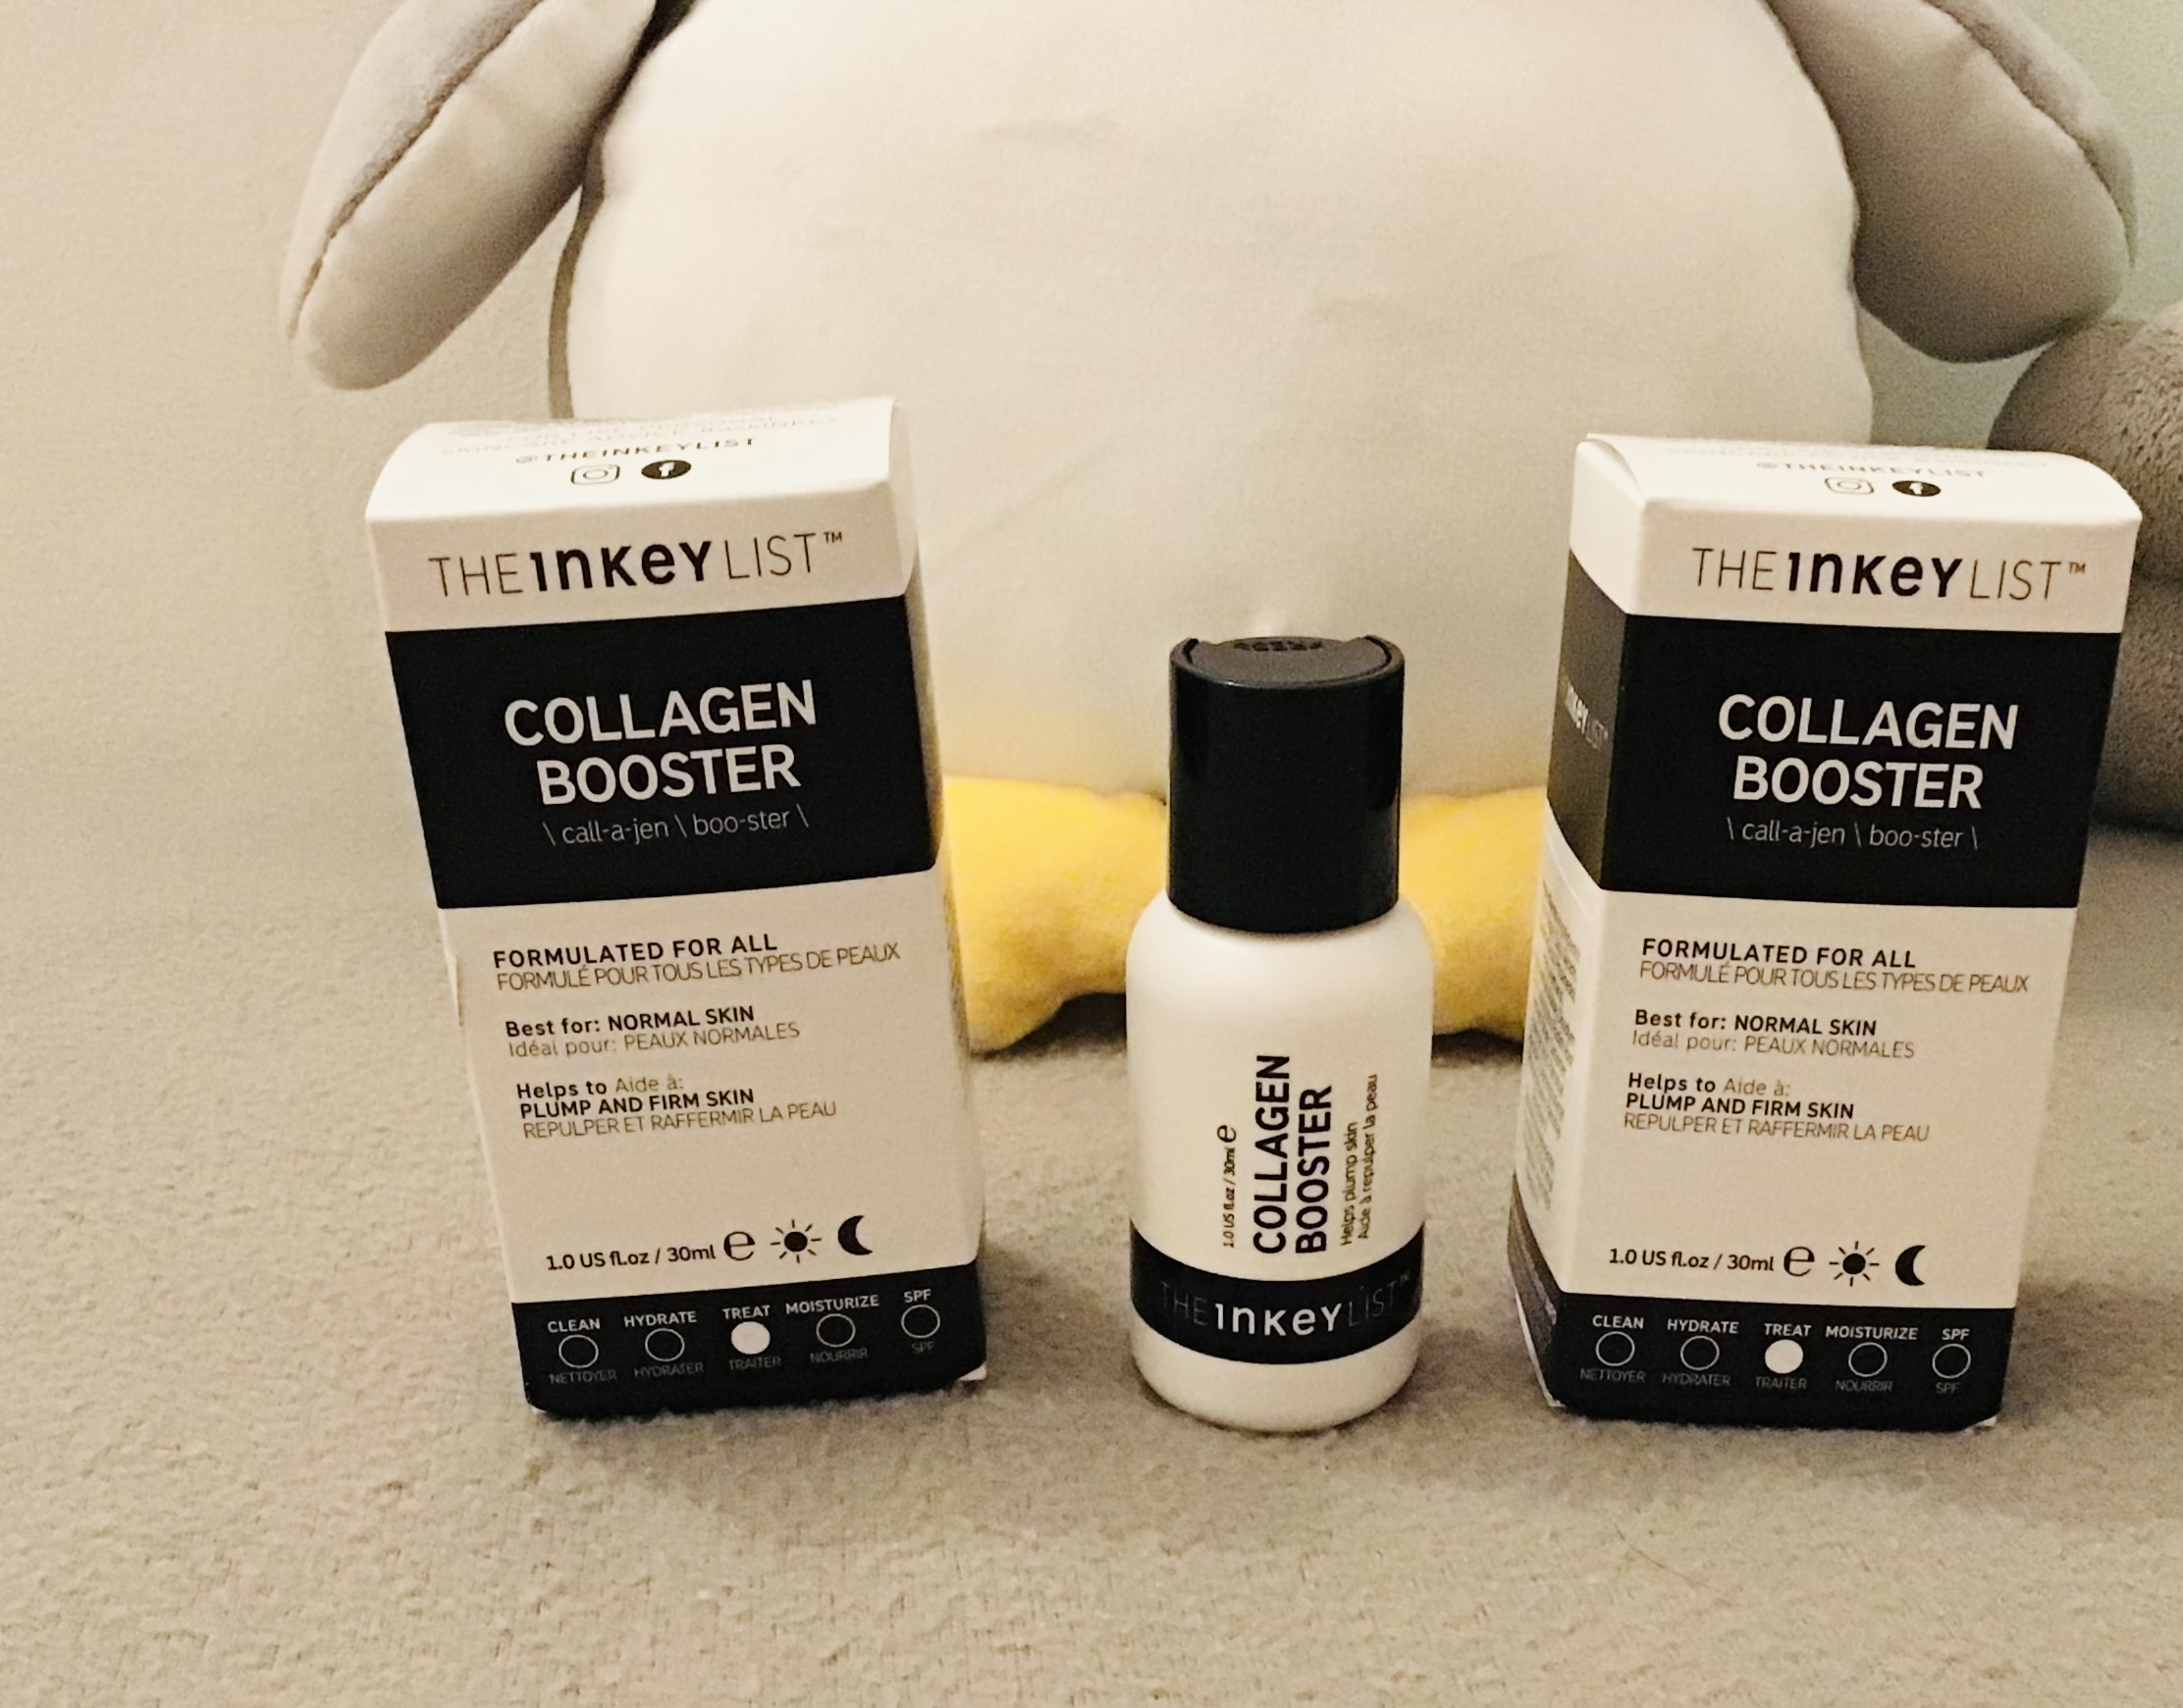 @THEINKEYLIST
THE INKEY LIST™
COLLAGEN
BOOSTER
\ call-a-jen \ boo-ster \
FORMULATED FOR ALL
FORMULÉ POUR TOUS LES TYPES DE PEAUX
Best for: NORMAL SKIN
Idéal pour: PEAUX NORMALES
Helps to Aide à:
PLUMP AND FIRM SKIN
REPULPER ET RAFFERMIR LA PEAU
1.0 US fl.oz / 30ml ℮
CLEAN HYDRATE TREAT MOISTURIZE SPF
NETTOYER HYDRATER TRAITER NOURRIR SPF
1.0 US fl.oz / 30ml ℮
COLLAGEN
BOOSTER
Helps plump skin
Aide à repulper la peau
THE INKEY LIST™
@THEINKEYLIST
THE INKEY LIST™
COLLAGEN
BOOSTER
\ call-a-jen \ boo-ster \
FORMULATED FOR ALL
FORMULÉ POUR TOUS LES TYPES DE PEAUX
Best for: NORMAL SKIN
Idéal pour: PEAUX NORMALES
Helps to Aide à:
PLUMP AND FIRM SKIN
REPULPER ET RAFFERMIR LA PEAU
1.0 US fl.oz / 30ml ℮
CLEAN HYDRATE TREAT MOISTURIZE SPF
NETTOYER HYDRATER TRAITER NOURRIR SPF